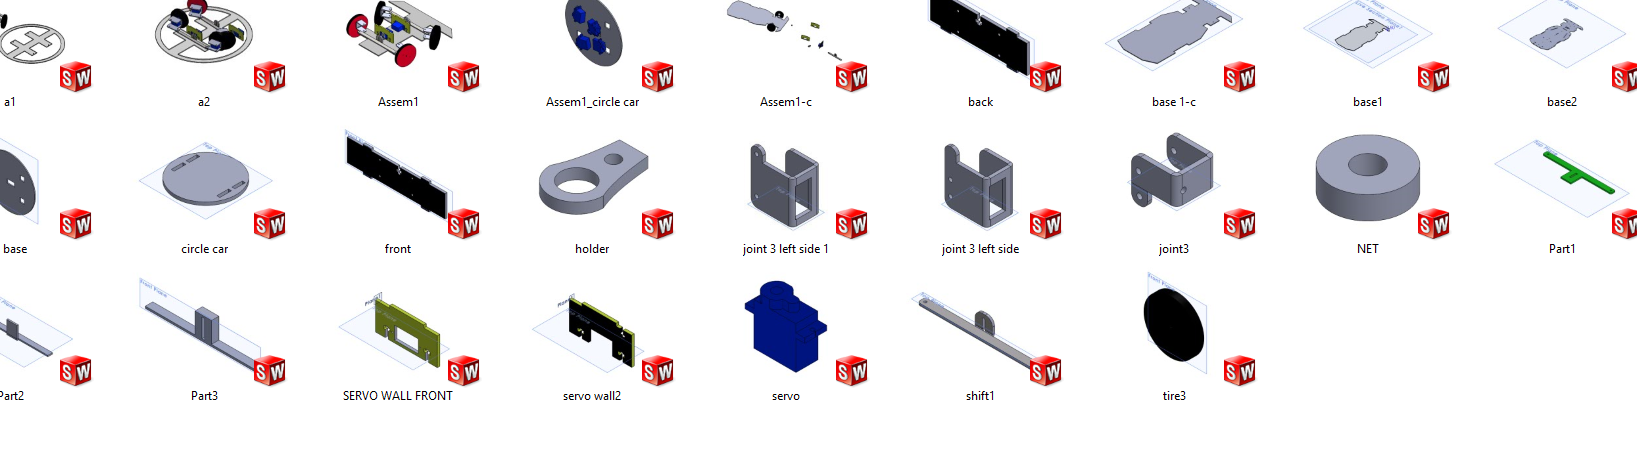 a1
a2
Assem1
Assem1_circle car
Assem1-c
back
base 1-c
base1
base2
base
circle car
front
holder
joint 3 left side 1
joint 3 left side
joint3
NET
Part1
Part2
Part3
SERVO WALL FRONT
servo wall2
servo
shift1
tire3